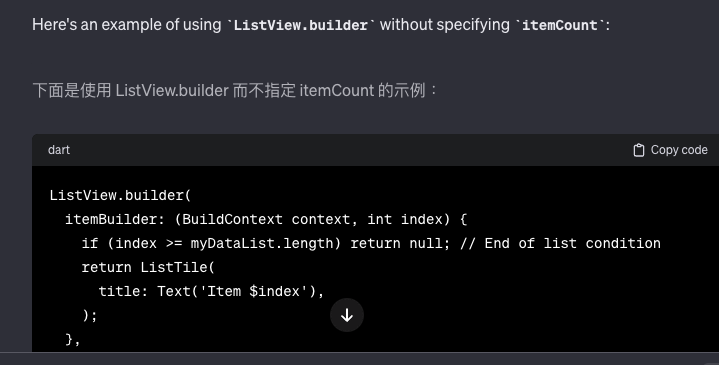 Here's an example of using `ListView.builder` without specifying `itemCount`:
下面是使用 ListView.builder 而不指定 itemCount 的示例：
dart Copy code
ListView.builder(
  itemBuilder: (BuildContext context, int index) {
    if (index >= myDataList.length) return null; // End of list condition
    return ListTile(
      title: Text('Item $index'),
    );
  },